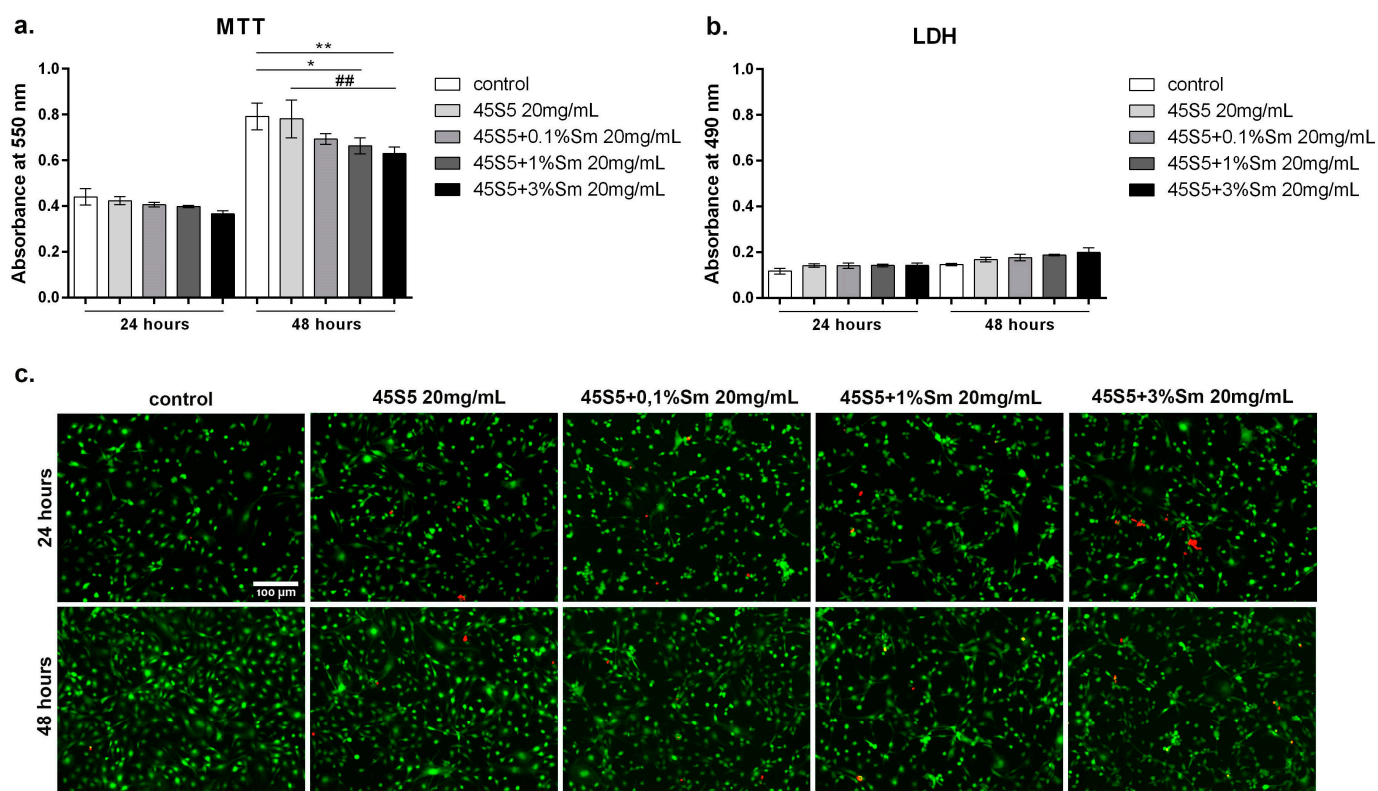 a.
MTT
**
*
##
1.0
0.8
0.6
0.4
0.2
0.0
Absorbance at 550 nm
24 hours
48 hours
control
45S5 20mg/mL
45S5+0.1%Sm 20mg/mL
45S5+1%Sm 20mg/mL
45S5+3%Sm 20mg/mL
b.
LDH
1.0
0.8
0.6
0.4
0.2
0.0
Absorbance at 490 nm
24 hours
48 hours
control
45S5 20mg/mL
45S5+0.1%Sm 20mg/mL
45S5+1%Sm 20mg/mL
45S5+3%Sm 20mg/mL
c.
control
45S5 20mg/mL
45S5+0,1%Sm 20mg/mL
45S5+1%Sm 20mg/mL
45S5+3%Sm 20mg/mL
24 hours
100 µm
48 hours